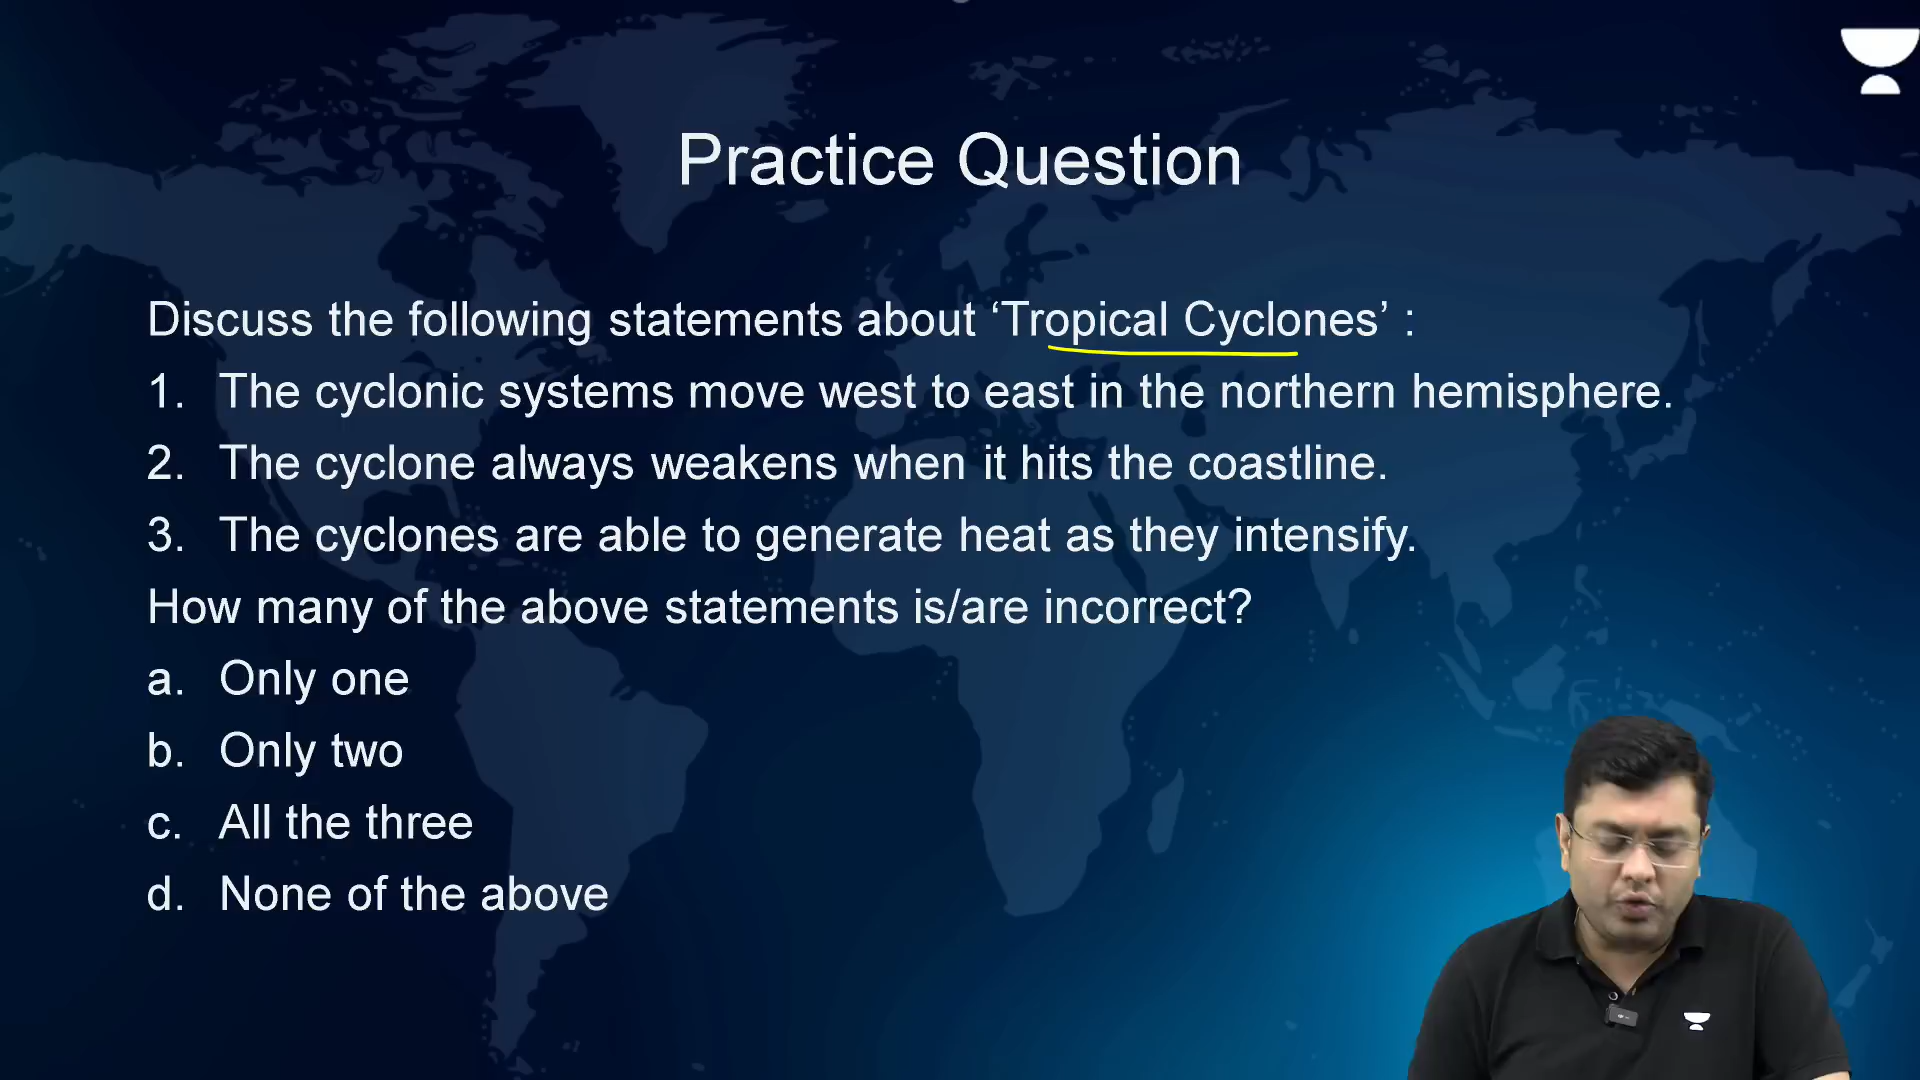 Practice Question
Discuss the following statements about ‘Tropical Cyclones’ :
1. The cyclonic systems move west to east in the northern hemisphere.
2. The cyclone always weakens when it hits the coastline.
3. The cyclones are able to generate heat as they intensify.
How many of the above statements is/are incorrect?
a. Only one
b. Only two
c. All the three
d. None of the above